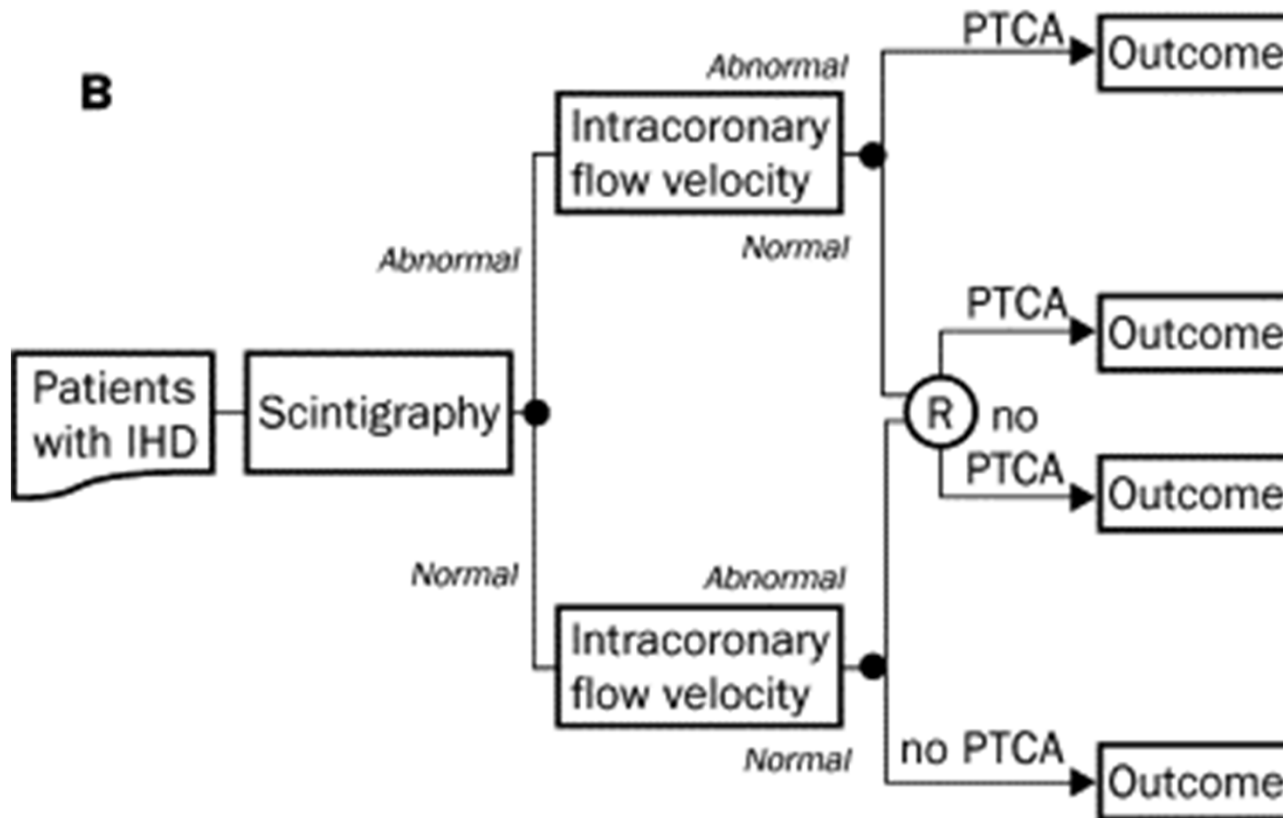 B
Patients
with IHD
Scintigraphy
Abnormal
Normal
Abnormal
Intracoronary
flow velocity
Normal
Abnormal
Intracoronary
flow velocity
Normal
PTCA
Outcome
PTCA
Outcome
R
no
PTCA
Outcome
no PTCA
Outcome